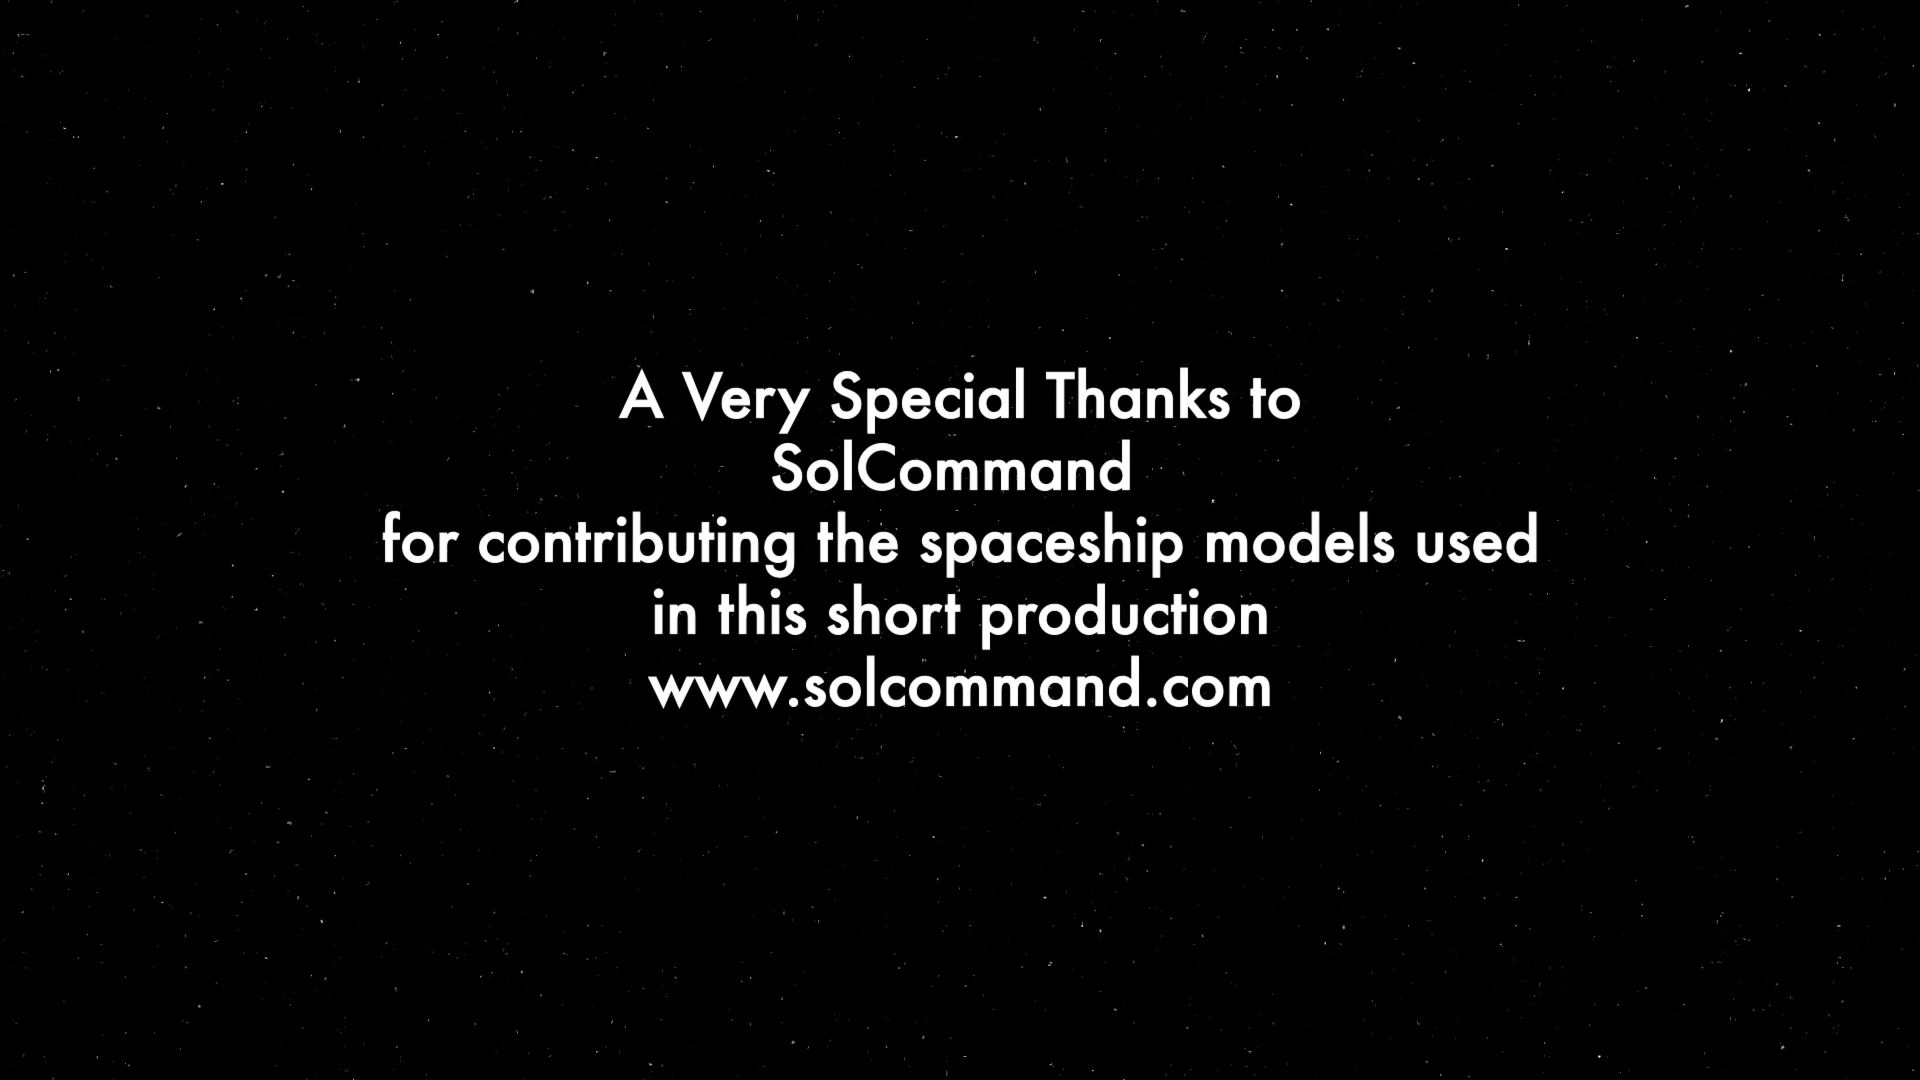 A Very Special Thanks to
SolCommand
for contributing the spaceship models used
in this short production
www.solcommand.com